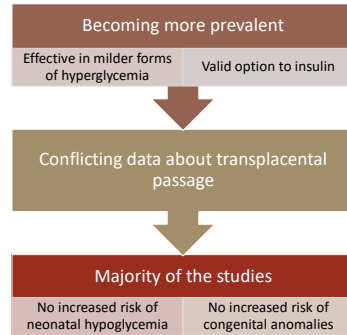 Becoming more prevalent
Effective in milder forms
of hyperglycemia
Valid option to insulin
Conflicting data about transplacental
passage
Majority of the studies
No increased risk of
neonatal hypoglycemia
No increased risk of
congenital anomalies